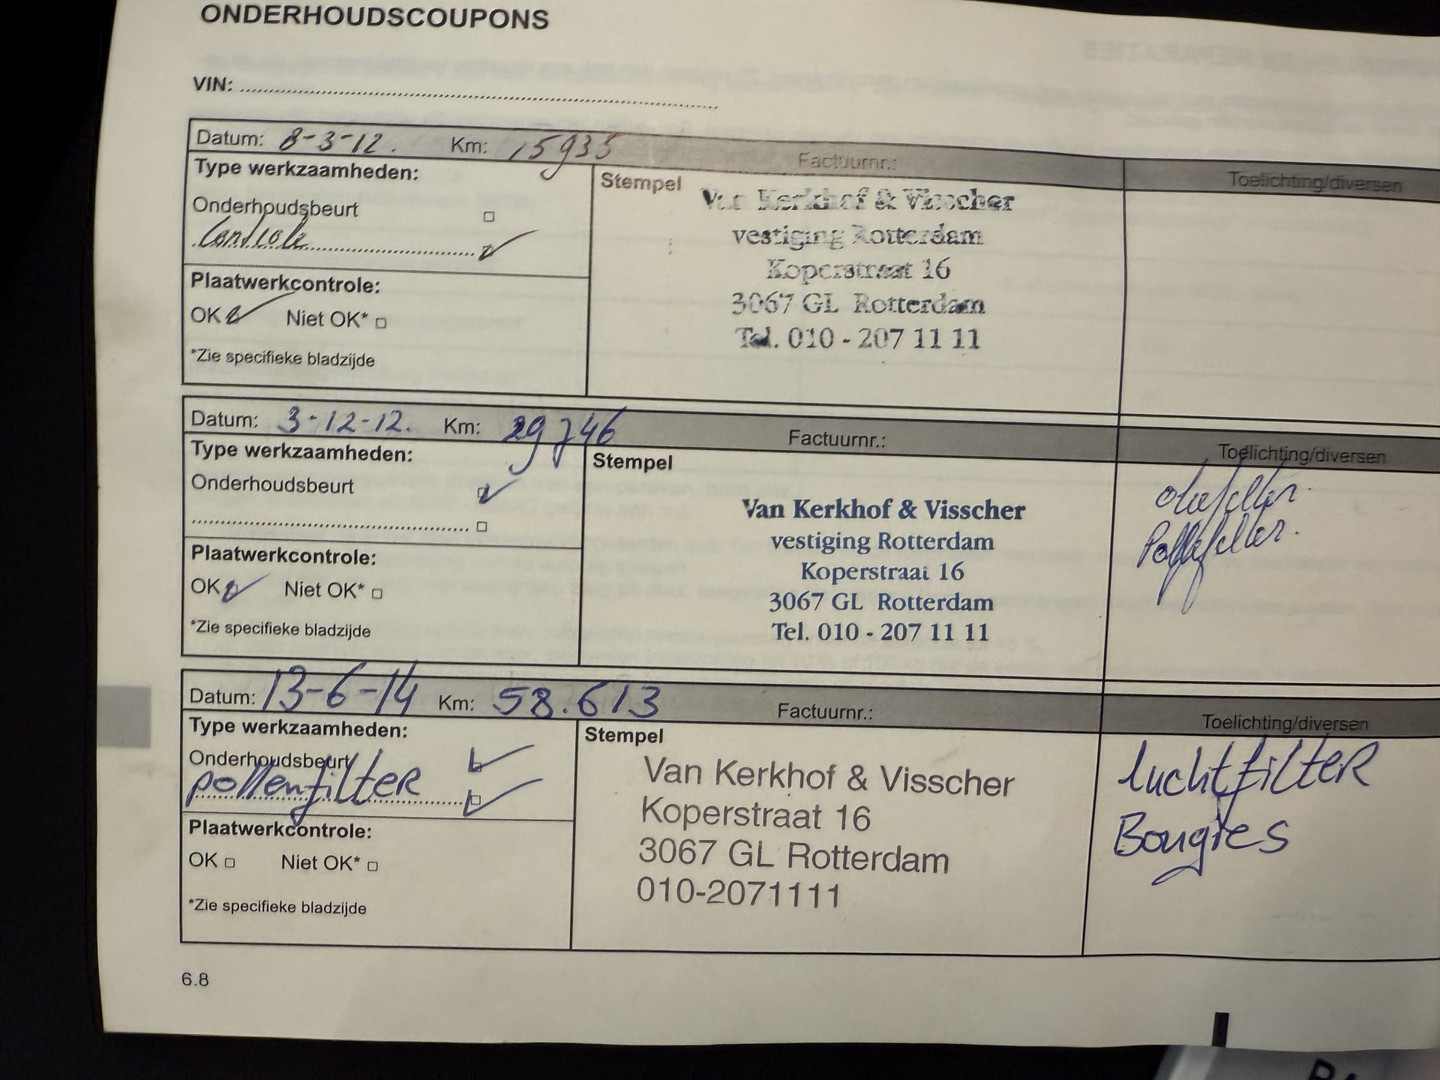 ONDERHOUDSCOUPONS
VIN:
Datum: 8-3-12. Km: 15935 Factuurnr.:
Type werkzaamheden:
Stempel
Toelichting/diversen
Onderhoudsbeurt
Controle
Van Kerkhof & Visscher
vestiging Rotterdam
Koperstraat 16
3067 GL Rotterdam
Tel. 010 - 207 11 11
Plaatwerkcontrole:
OK Niet OK*
*Zie specifieke bladzijde
Datum: 3-12-12. Km: 29746 Factuurnr.:
Type werkzaamheden:
Stempel
Toelichting/diversen
Onderhoudsbeurt
Van Kerkhof & Visscher
vestiging Rotterdam
Koperstraat 16
3067 GL Rotterdam
Tel. 010 - 207 11 11
Plaatwerkcontrole:
OK Niet OK*
*Zie specifieke bladzijde
Datum: 13-6-14 Km: 58.613 Factuurnr.:
Type werkzaamheden:
Stempel
Toelichting/diversen
Onderhoudsbeurt
pollenfilter
Van Kerkhof & Visscher
Koperstraat 16
3067 GL Rotterdam
010-2071111
luchtfilter
Bougies
Plaatwerkcontrole:
OK Niet OK*
*Zie specifieke bladzijde
6.8